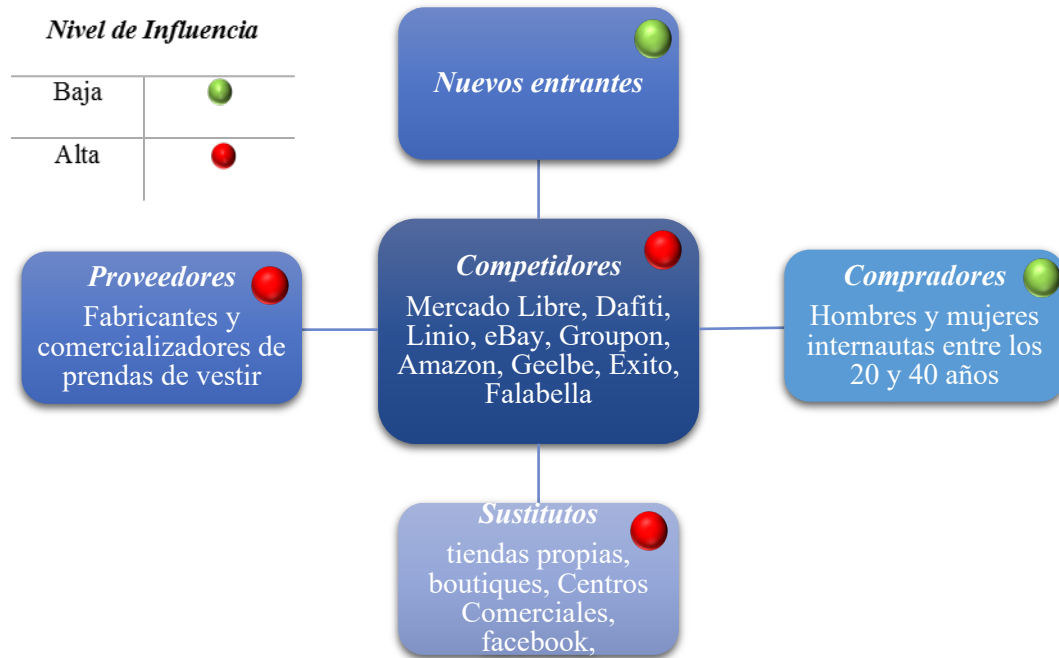 Nivel de Influencia
Baja
Alta
Nuevos entrantes
Proveedores
Fabricantes y
comercializadores de
prendas de vestir
Competidores
Mercado Libre, Dafiti,
Linio, eBay, Groupon,
Amazon, Geelbe, Exito,
Falabella
Compradores
Hombres y mujeres
internautas entre los
20 y 40 años
Sustitutos
tiendas propias,
boutiques, Centros
Comerciales,
facebook,